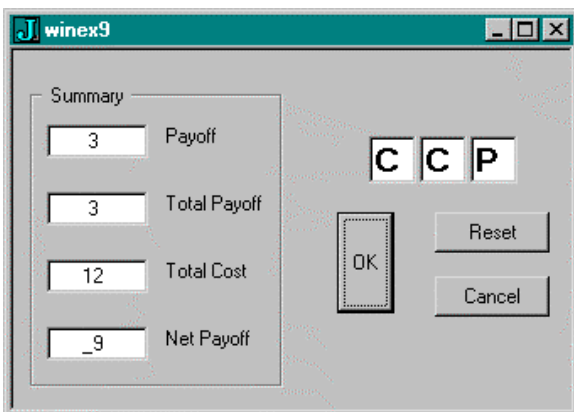 J winex9
Summary
3 Payoff
3 Total Payoff
12 Total Cost
_9 Net Payoff
C C P
OK
Reset
Cancel